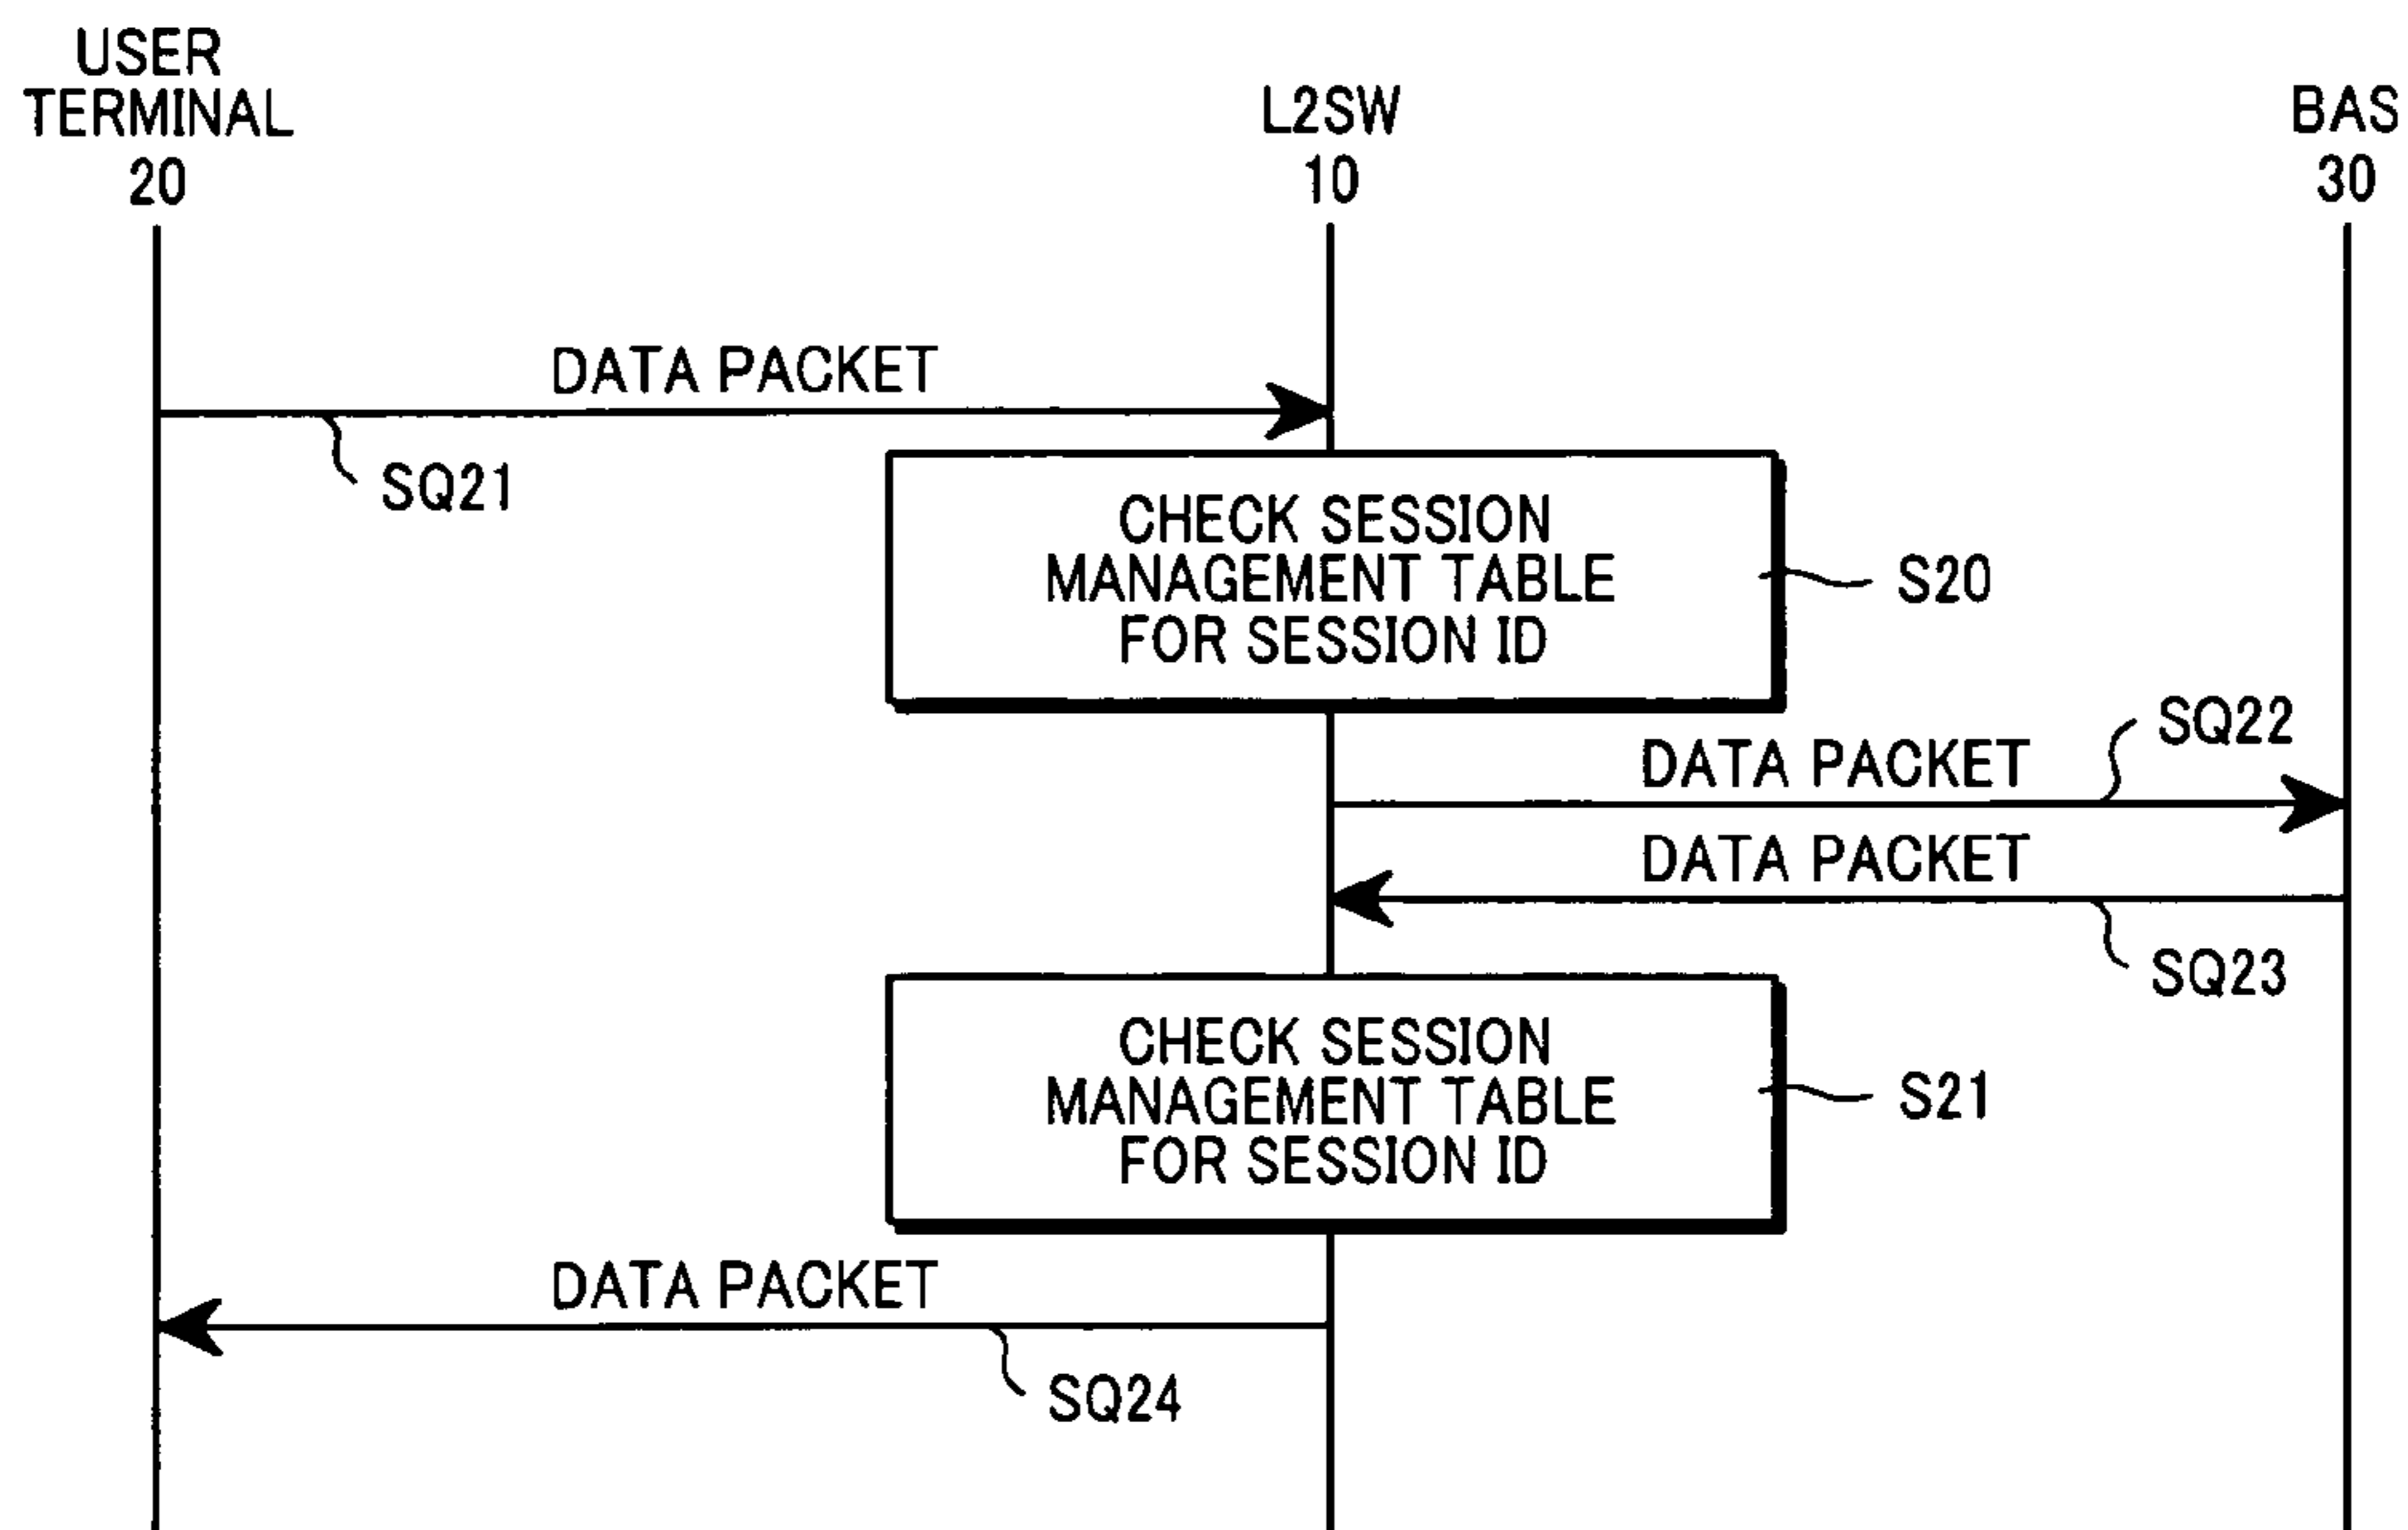 USER
TERMINAL
20
L2SW
10
BAS
30
DATA PACKET
SQ21
CHECK SESSION
MANAGEMENT TABLE
FOR SESSION ID
S20
SQ22
DATA PACKET
DATA PACKET
SQ23
CHECK SESSION
MANAGEMENT TABLE
FOR SESSION ID
S21
DATA PACKET
SQ24